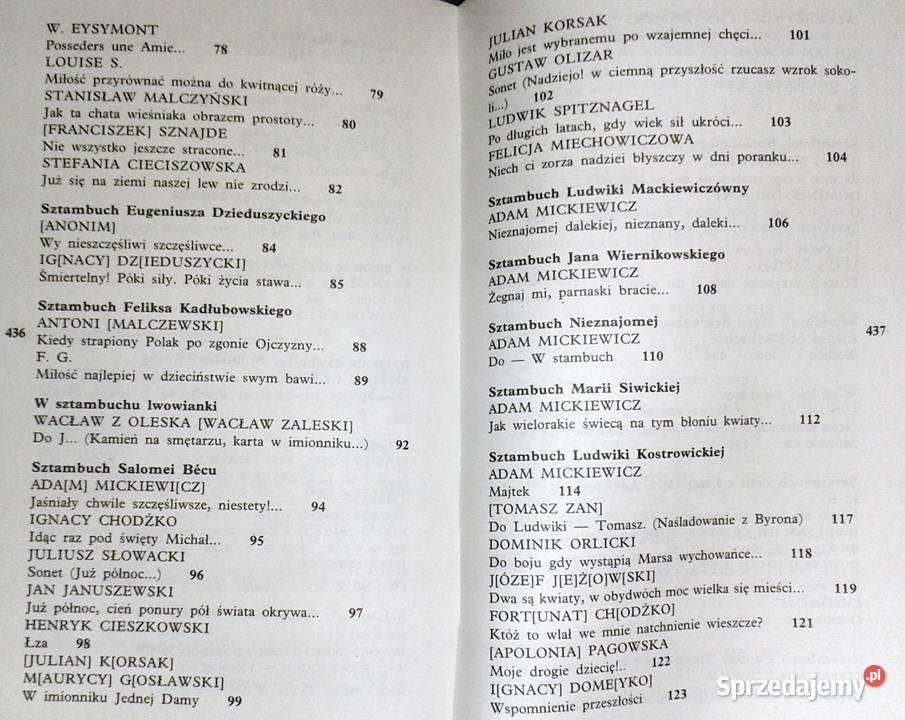 W. EYSYMONT
Posseders une Amie... 78
LOUISE S.
Miłość przyrównać można do kwitnącej róży... 79
STANISŁAW MALCZYŃSKI
Jak ta chata wieśniaka obrazem prostoty... 80
[FRANCISZEK] SZNAJDE
Nie wszystko jeszcze stracone... 81
STEFANIA CIECISZOWSKA
Już się na ziemi naszej lew nie zrodzi... 82
Sztambuch Eugeniusza Dzieduszyckiego
[ANONIM]
Wy nieszczęśliwi szczęśliwce... 84
IG[NACY] DZ[IEDUSZYCKI]
Śmiertelny! Póki siły. Póki życia stawa... 85
Sztambuch Feliksa Kadłubowskiego
ANTONI [MALCZEWSKI]
Kiedy strapiony Polak po zgonie Ojczyzny... 88
F. G.
Miłość najlepiej w dzieciństwie swym bawi... 89
436
W sztambuchu lwowianki
WACŁAW Z OLESKA [WACŁAW ZALESKI]
Do J... (Kamień na smętarzu, karta w imionniku...) 92
Sztambuch Salomei Bécu
ADA[M] MICKIEWI[CZ]
Jaśniały chwile szczęśliwsze, niestety!... 94
IGNACY CHODŹKO
Idąc raz pod święty Michał... 95
JULIUSZ SŁOWACKI
Sonet (Już północ...) 96
JAN JANUSZEWSKI
Już północ, cień ponury pół świata okrywa... 97
HENRYK CIESZKOWSKI
Łza 98
[JULIAN] K[ORSAK]
M[AURYCY] G[OSŁAWSKI]
W imionniku Jednej Damy 99
JULIAN KORSAK
Miło jest wybranemu po wzajemnej chęci... 101
GUSTAW OLIZAR
Sonet (Nadziejo! w ciemną przyszłość rzucasz wzrok soko-
li...) 102
LUDWIK SPITZNAGEL
Po długich latach, gdy wiek sił ukróci... 103
FELICJA MIECHOWICZOWA
Niech ci zorza nadziei błyszczy w dni poranku... 104
Sztambuch Ludwiki Mackiewiczówny
ADAM MICKIEWICZ
Nieznajomej dalekiej, nieznany, daleki... 106
Sztambuch Jana Wiernikowskiego
ADAM MICKIEWICZ
Żegnaj mi, parnaski bracie... 108
Sztambuch Nieznajomej
ADAM MICKIEWICZ
Do — W stambuch 110
437
Sztambuch Marii Siwickiej
ADAM MICKIEWICZ
Jak wielorakie świecą na tym błoniu kwiaty... 112
Sztambuch Ludwiki Kostrowickiej
ADAM MICKIEWICZ
Majtek 114
[TOMASZ ZAN]
Do Ludwiki — Tomasz. (Naśladowanie z Byrona) 117
DOMINIK ORLICKI
Do boju gdy wystąpią Marsa wychowańce... 118
J[ÓZE]F J[E]Ż[O]W[SKI]
Dwa są kwiaty, w obydwóch moc wielka się mieści... 119
FORT[UNAT] CH[ODŹKO]
Któż to wlał we mnie natchnienie wieszcze? 121
[APOLONIA] PĄGOWSKA
Moje drogie dziecię!.. 122
I[GNACY] DOME[YKO]
Wspomnienie przeszłości 123
Sprzedajemy.pl